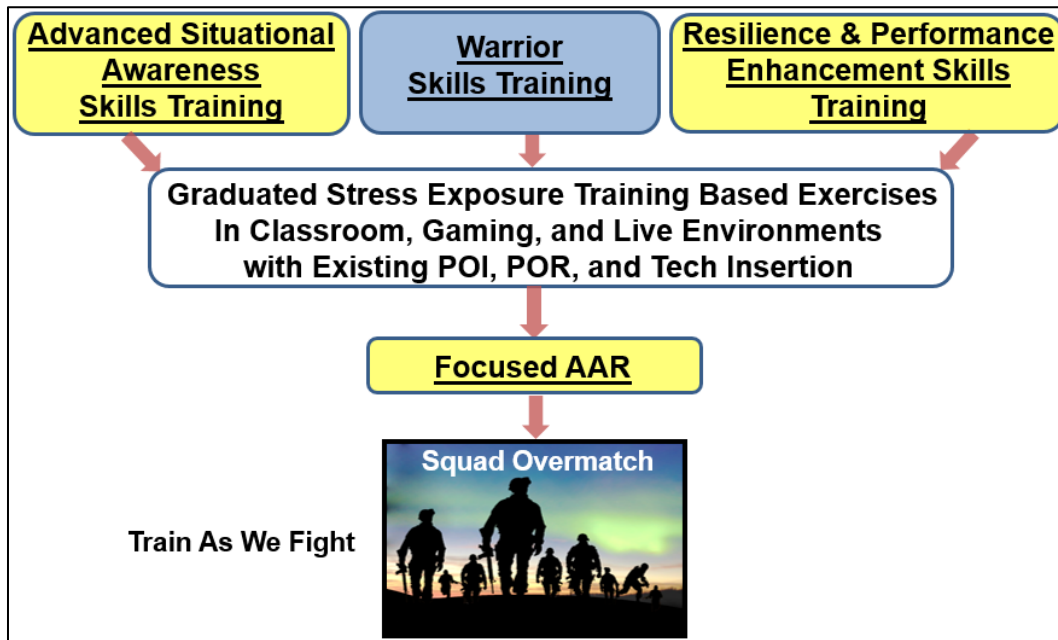 Advanced Situational
Awareness
Skills Training
Warrior
Skills Training
Resilience & Performance
Enhancement Skills
Training
Graduated Stress Exposure Training Based Exercises
In Classroom, Gaming, and Live Environments
with Existing POI, POR, and Tech Insertion
Focused AAR
Squad Overmatch
Train As We Fight